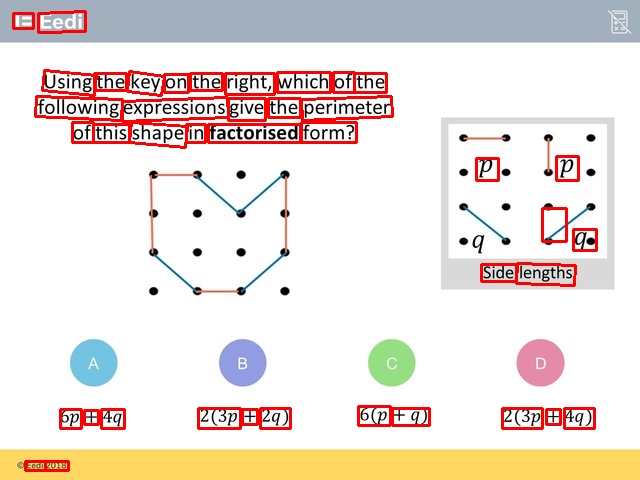 Eedi
Using the key on the right, which of the
following expressions give the perimeter
of this shape in factorised form?
p p
q q
Side lengths
A B C D
6p + 4q 2(3p + 2q) 6(p + q) 2(3p + 4q)
© Eedi 2018